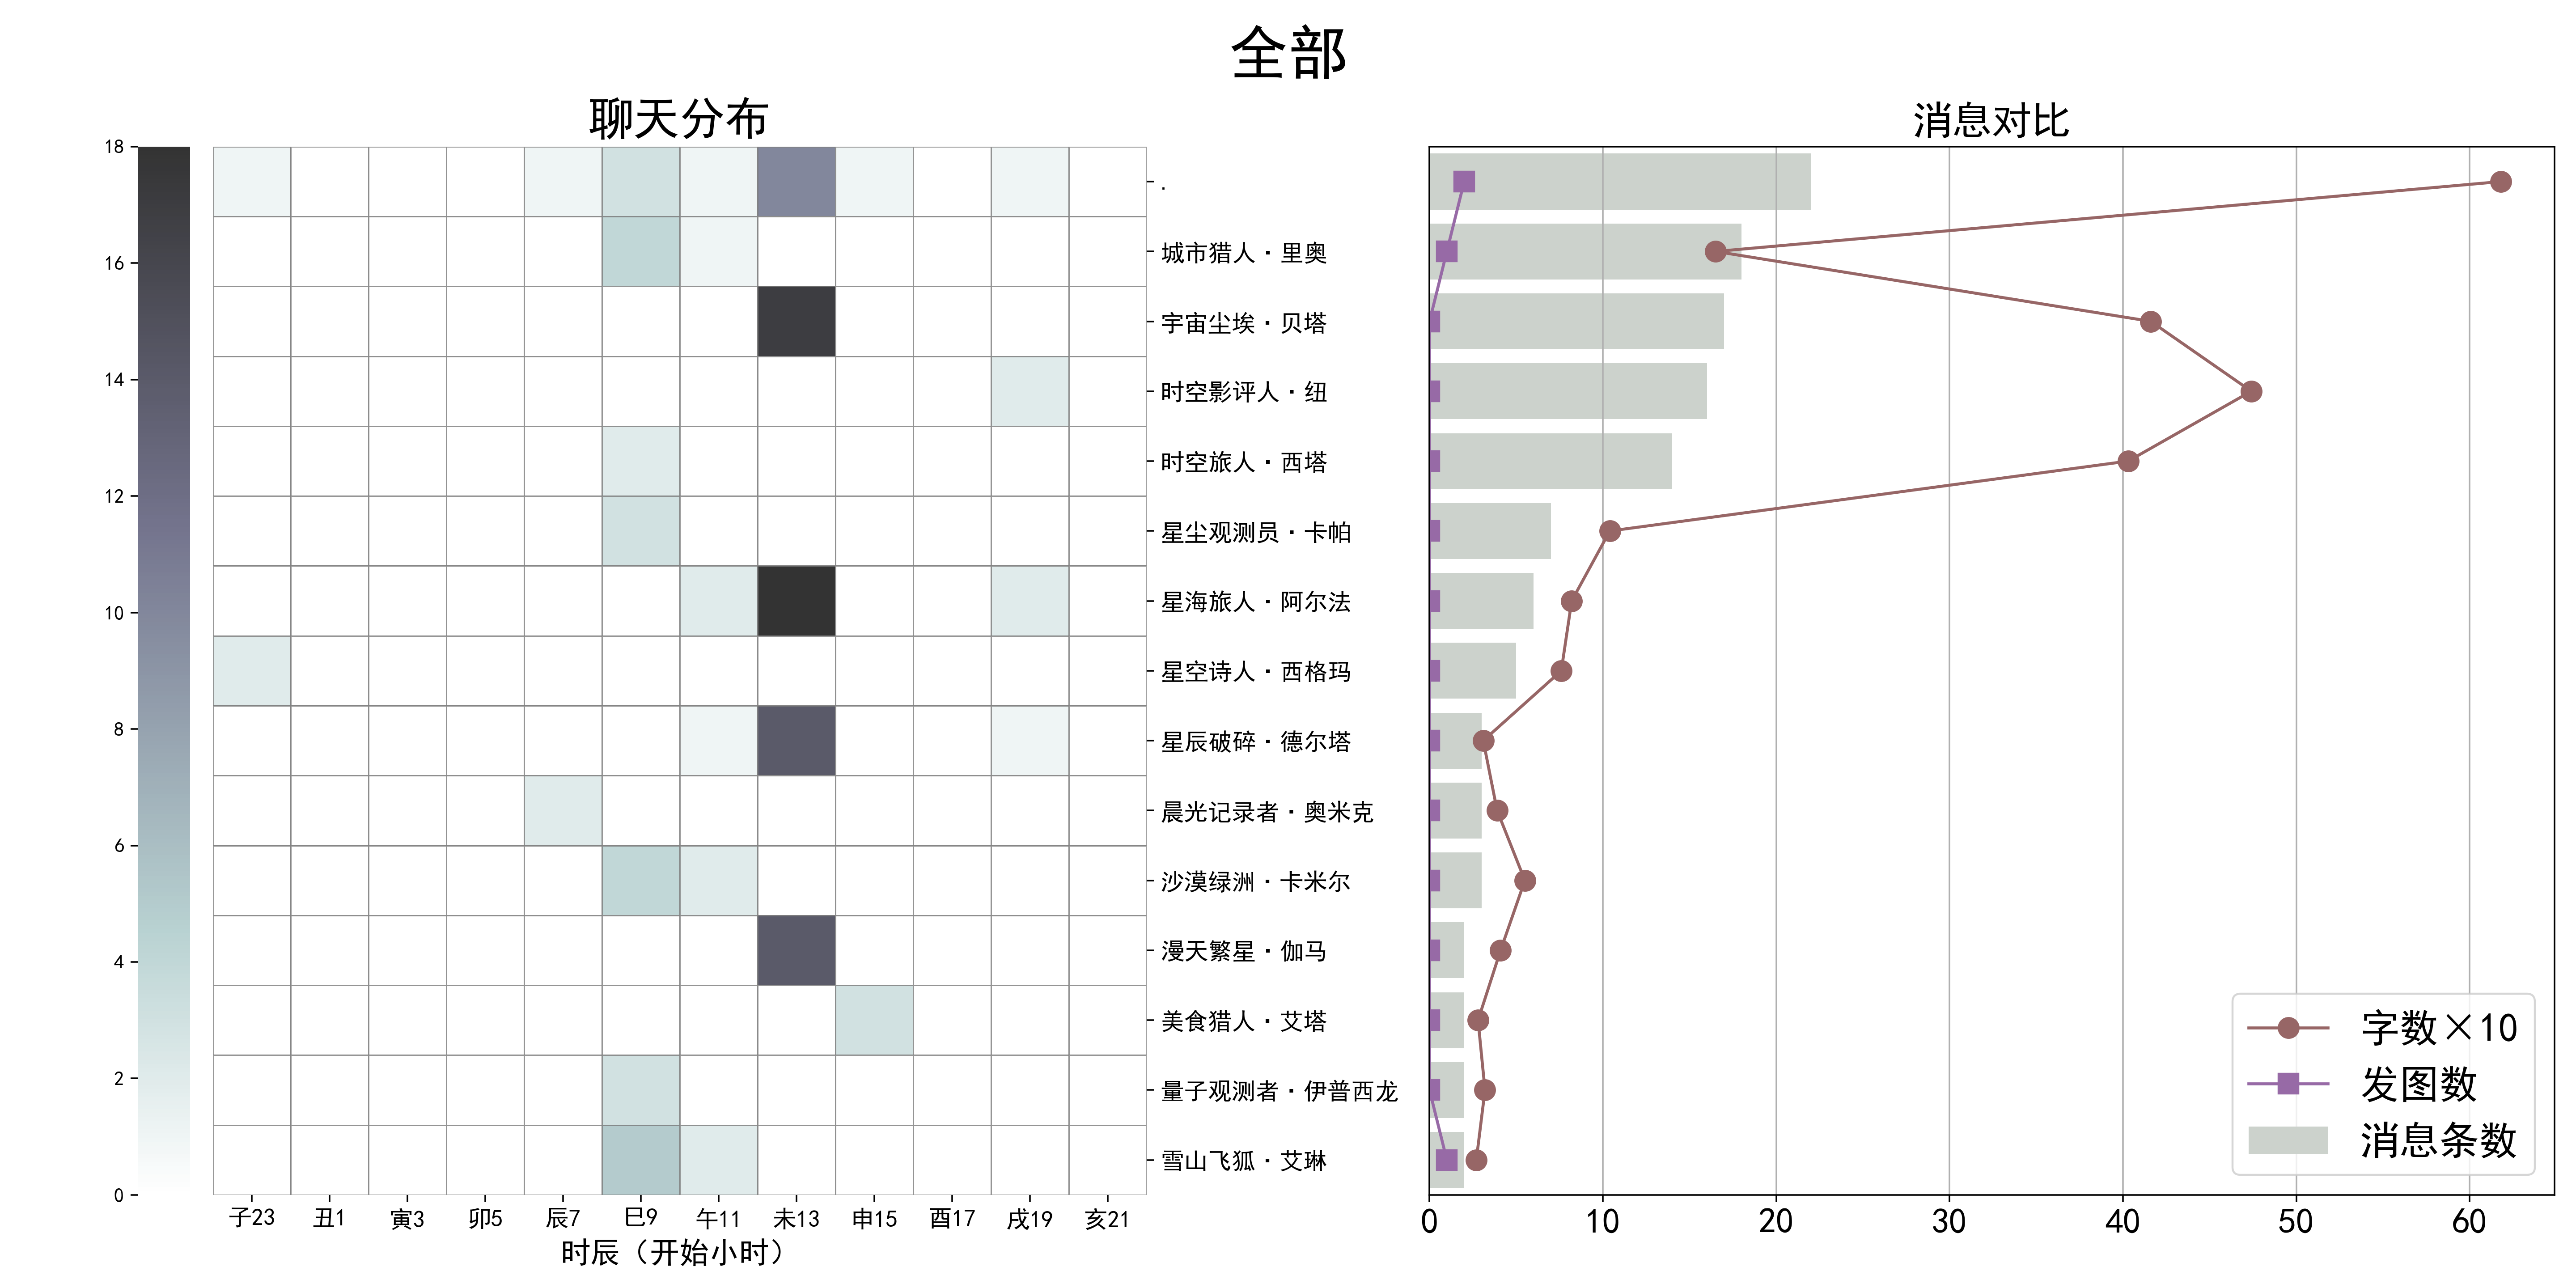 全部
聊天分布
18
16
14
12
10
8
6
4
2
0
.
城市猎人·里奥
宇宙尘埃·贝塔
时空影评人·纽
时空旅人·西塔
星尘观测员·卡帕
星海旅人·阿尔法
星空诗人·西格玛
星辰破碎·德尔塔
晨光记录者·奥米克
沙漠绿洲·卡米尔
漫天繁星·伽马
美食猎人·艾塔
量子观测者·伊普西龙
雪山飞狐·艾琳
子23 丑1 寅3 卯5 辰7 巳9 午11 未13 申15 酉17 戌19 亥21
时辰（开始小时）
消息对比
字数×10
发图数
消息条数
0 10 20 30 40 50 60